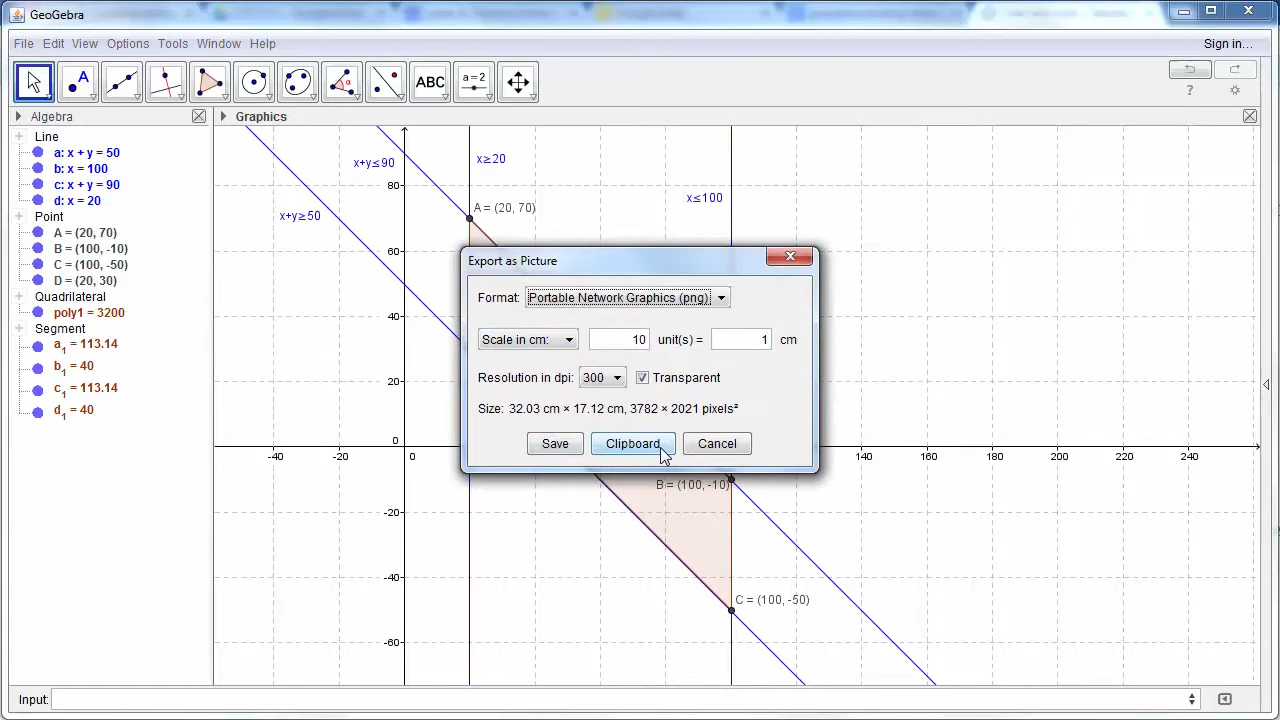 GeoGebra
File Edit View Options Tools Window Help
Sign in...
A
α
ABC
a=2
?
Algebra
Graphics
Line
a: x + y = 50
b: x = 100
c: x + y = 90
d: x = 20
Point
A = (20, 70)
B = (100, -10)
C = (100, -50)
D = (20, 30)
Quadrilateral
poly1 = 3200
Segment
a1 = 113.14
b1 = 40
c1 = 113.14
d1 = 40
x+y≤90
x≥20
x≤100
x+y≥50
A = (20, 70)
80
60
40
20
0
-20
-40
-60
-40
-20
0
140
160
180
200
220
240
B = (100, -10)
C = (100, -50)
Export as Picture
Format: Portable Network Graphics (png)
Scale in cm: 10 unit(s) = 1 cm
Resolution in dpi: 300 Transparent
Size: 32.03 cm × 17.12 cm, 3782 × 2021 pixels²
Save Clipboard Cancel
Input: